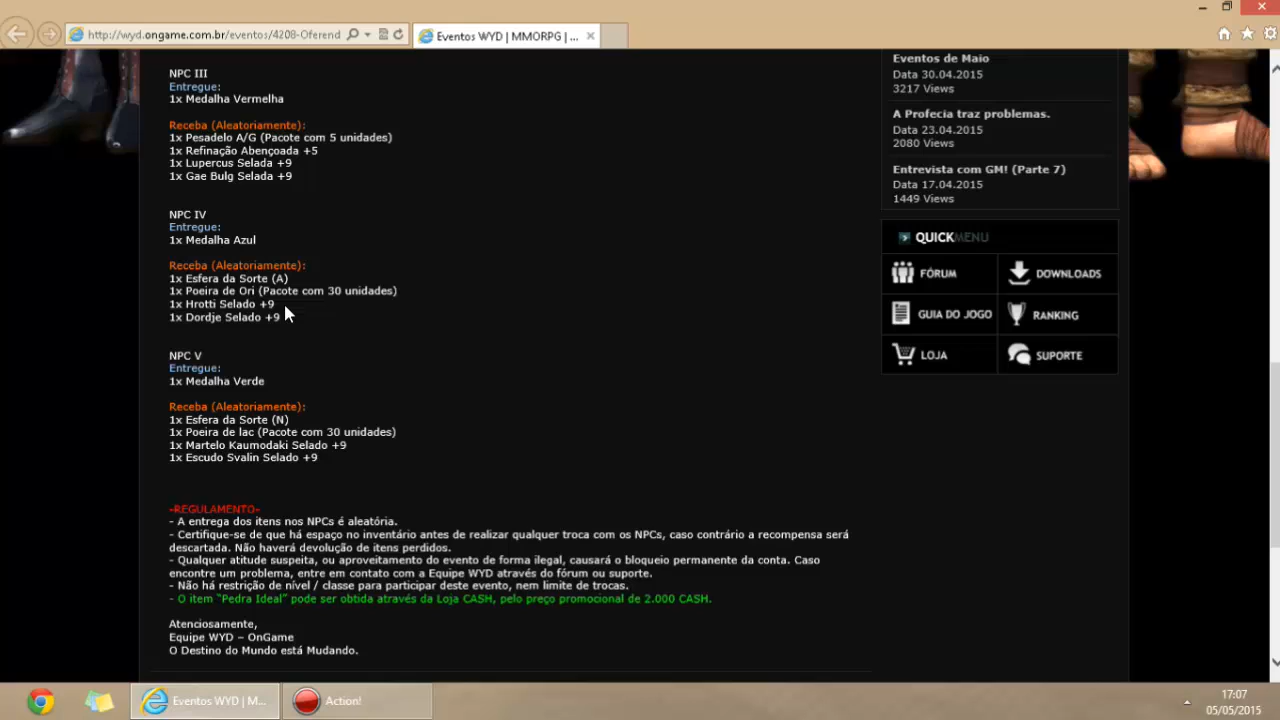 http://wyd.ongame.com.br/eventos/4208-Oferend
Eventos WYD | MMORPG | ...
NPC III
Entregue:
1x Medalha Vermelha
Receba (Aleatoriamente):
1x Pesadelo A/G (Pacote com 5 unidades)
1x Refinação Abençoada +5
1x Lupercus Selada +9
1x Gae Bulg Selada +9
NPC IV
Entregue:
1x Medalha Azul
Receba (Aleatoriamente):
1x Esfera da Sorte (A)
1x Poeira de Ori (Pacote com 30 unidades)
1x Hrotti Selado +9
1x Dordje Selado +9
NPC V
Entregue:
1x Medalha Verde
Receba (Aleatoriamente):
1x Esfera da Sorte (N)
1x Poeira de lac (Pacote com 30 unidades)
1x Martelo Kaumodaki Selado +9
1x Escudo Svalin Selado +9
-REGULAMENTO-
- A entrega dos itens nos NPCs é aleatória.
- Certifique-se de que há espaço no inventário antes de realizar qualquer troca com os NPCs, caso contrário a recompensa será
descartada. Não haverá devolução de itens perdidos.
- Qualquer atitude suspeita, ou aproveitamento do evento de forma ilegal, causará o bloqueio permanente da conta. Caso
encontre um problema, entre em contato com a Equipe WYD através do fórum ou suporte.
- Não há restrição de nível / classe para participar deste evento, nem limite de trocas.
- O item “Pedra Ideal” pode ser obtida através da Loja CASH, pelo preço promocional de 2.000 CASH.
Atenciosamente,
Equipe WYD – OnGame
O Destino do Mundo está Mudando.
Eventos de Maio
Data 30.04.2015
3217 Views
A Profecia traz problemas.
Data 23.04.2015
2080 Views
Entrevista com GM! (Parte 7)
Data 17.04.2015
1449 Views
QUICKMENU
FÓRUM
DOWNLOADS
GUIA DO JOGO
RANKING
LOJA
SUPORTE
Eventos WYD | M...
Action!
17:07
05/05/2015